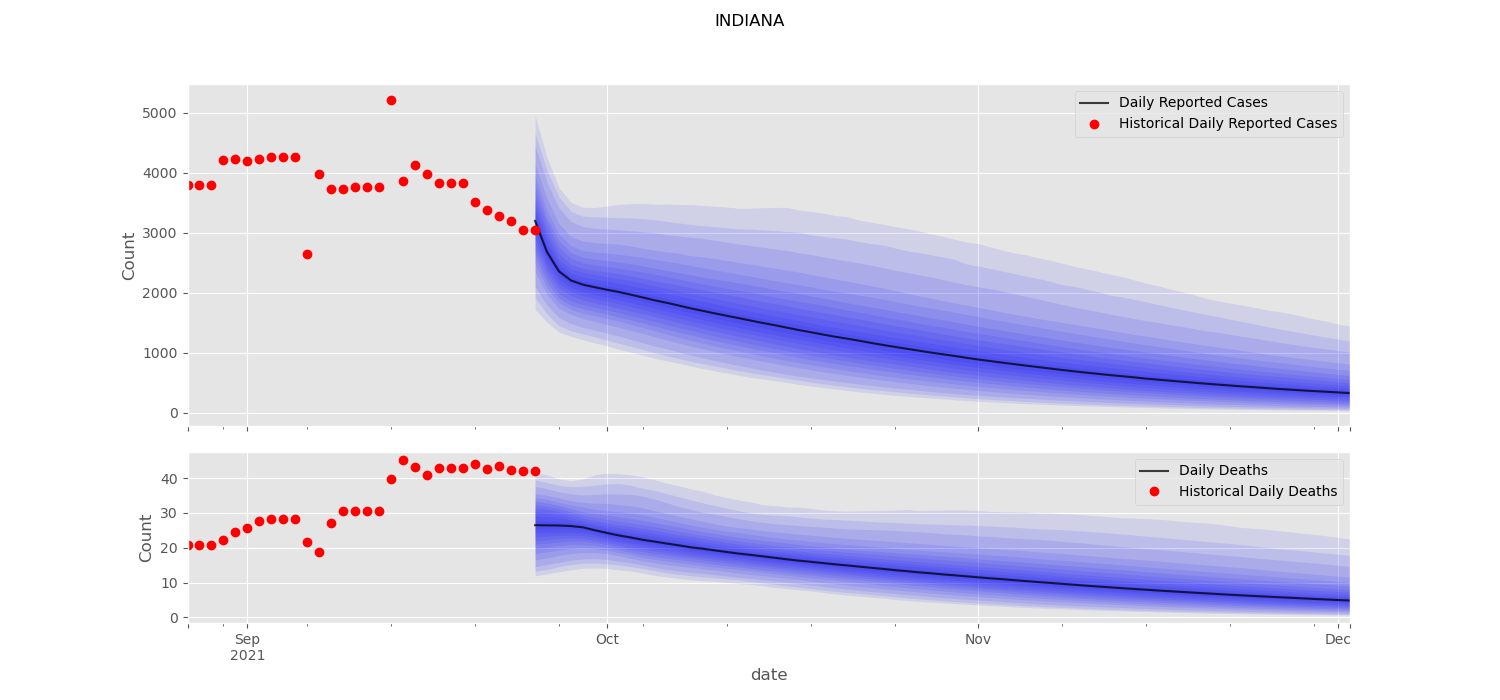 INDIANA
Count
5000
4000
3000
2000
1000
0
Daily Reported Cases
Historical Daily Reported Cases
Count
40
30
20
10
0
Daily Deaths
Historical Daily Deaths
Sep
2021
Oct
Nov
Dec
date